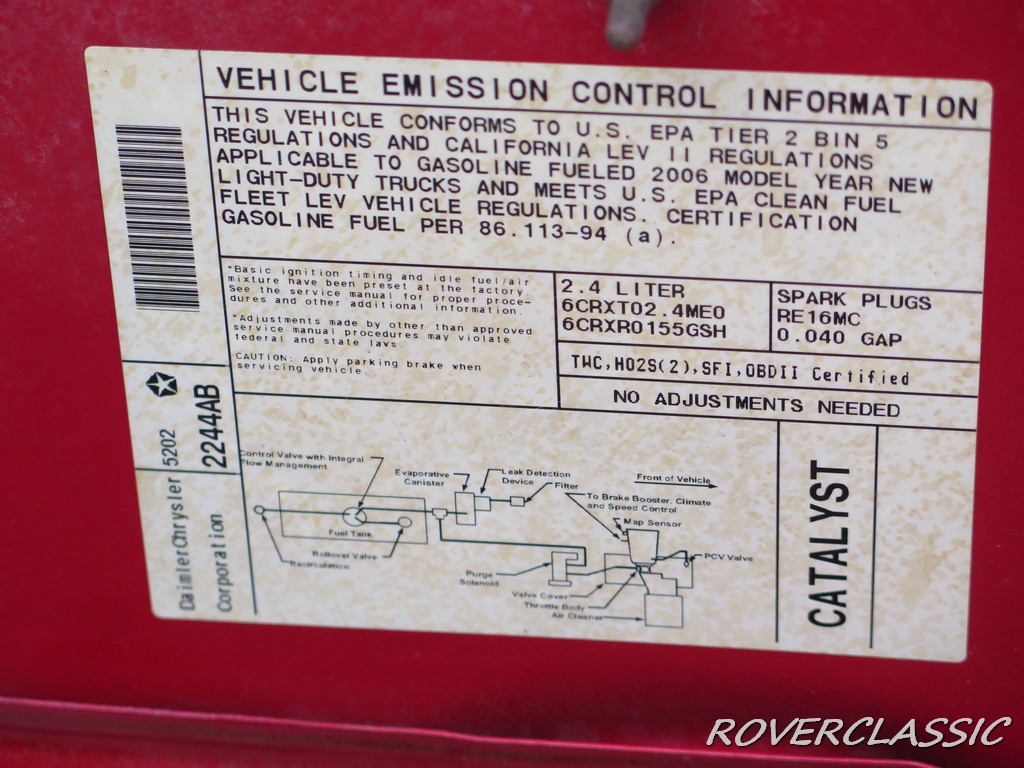 VEHICLE EMISSION CONTROL INFORMATION
THIS VEHICLE CONFORMS TO U.S. EPA TIER 2 BIN 5
REGULATIONS AND CALIFORNIA LEV II REGULATIONS
APPLICABLE TO GASOLINE FUELED 2006 MODEL YEAR NEW
LIGHT-DUTY TRUCKS AND MEETS U.S. EPA CLEAN FUEL
FLEET LEV VEHICLE REGULATIONS. CERTIFICATION
GASOLINE FUEL PER 86.113-94 (a).
*Basic ignition timing and idle fuel/air
mixture have been preset at the factory.
See the service manual for proper proce-
dures and other additional information.
*Adjustments made by other than approved
service manual procedures may violate
federal and state laws.
CAUTION: Apply parking brake when
servicing vehicle.
2.4 LITER
6CRXT02.4ME0
6CRXR0155GSH
SPARK PLUGS
RE16MC
0.040 GAP
TWC,HO2S(2),SFI,OBDII Certified
NO ADJUSTMENTS NEEDED
DaimlerChrysler
Corporation
5202
2244AB
Control Valve with Integral
Flow Management
Evaporative
Canister
Leak Detection
Device
Filter
Front of Vehicle
To Brake Booster, Climate
and Speed Control
Map Sensor
Fuel Tank
Rollover Valve
Recirculation
PCV Valve
Purge
Solenoid
Valve Cover
Throttle Body
Air Cleaner
CATALYST
ROVERCLASSIC